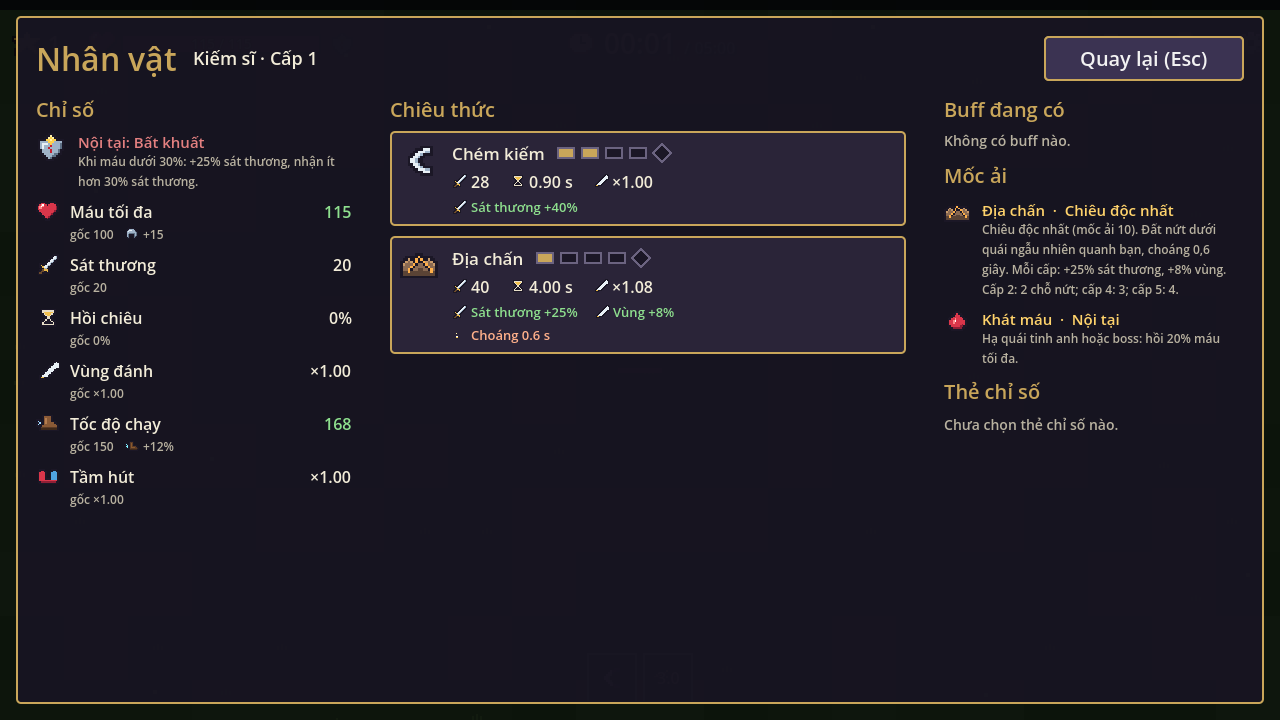 Nhân vật
Kiếm sĩ · Cấp 1
Quay lại (Esc)
Chỉ số
Nội tại: Bất khuất
Khi máu dưới 30%: +25% sát thương, nhận ít
hơn 30% sát thương.
Máu tối đa 115
gốc 100 +15
Sát thương 20
gốc 20
Hồi chiêu 0%
gốc 0%
Vùng đánh ×1.00
gốc ×1.00
Tốc độ chạy 168
gốc 150 +12%
Tầm hút ×1.00
gốc ×1.00
Chiêu thức
Chém kiếm
28 0.90 s ×1.00
Sát thương +40%
Địa chấn
40 4.00 s ×1.08
Sát thương +25% Vùng +8%
Choáng 0.6 s
Buff đang có
Không có buff nào.
Mốc ải
Địa chấn · Chiêu độc nhất
Chiêu độc nhất (mốc ải 10). Đất nứt dưới
quái ngẫu nhiên quanh bạn, choáng 0,6
giây. Mỗi cấp: +25% sát thương, +8% vùng.
Cấp 2: 2 chỗ nứt; cấp 4: 3; cấp 5: 4.
Khát máu · Nội tại
Hạ quái tinh anh hoặc boss: hồi 20% máu
tối đa.
Thẻ chỉ số
Chưa chọn thẻ chỉ số nào.